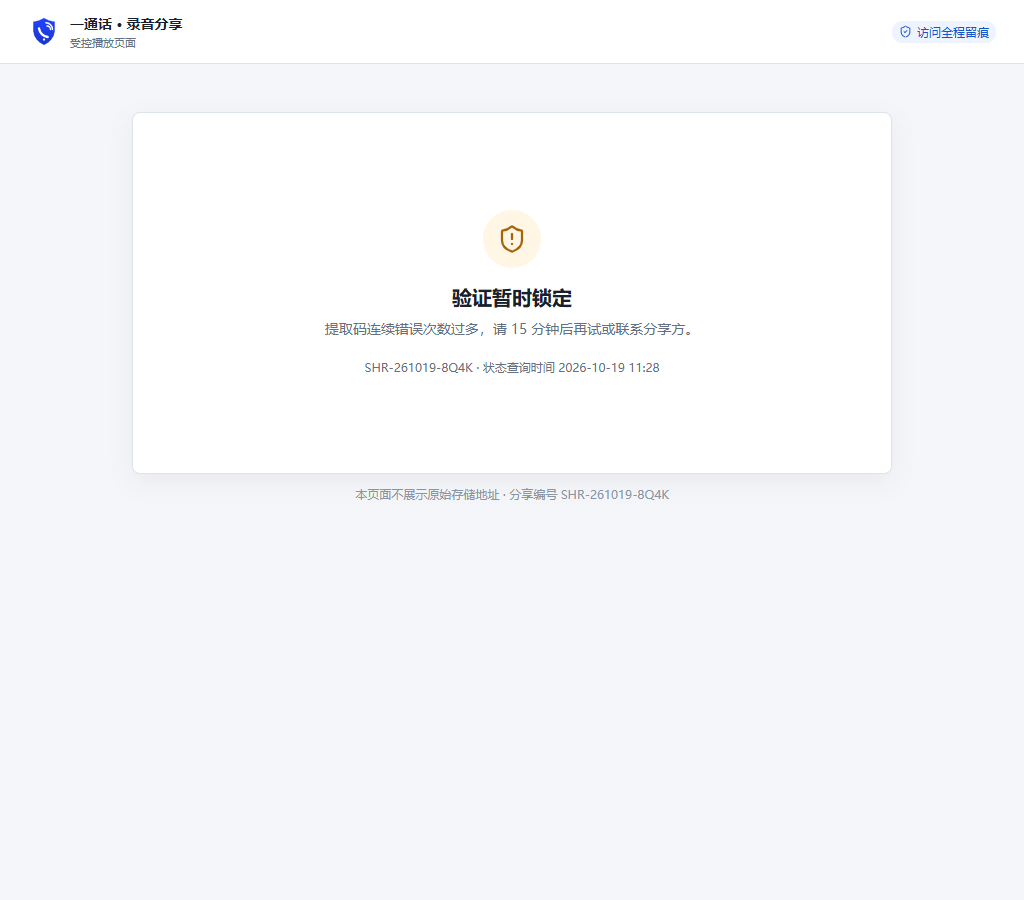 一通话 • 录音分享
受控播放页面
访问全程留痕
验证暂时锁定
提取码连续错误次数过多，请 15 分钟后再试或联系分享方。
SHR-261019-8Q4K · 状态查询时间 2026-10-19 11:28
本页面不展示原始存储地址 · 分享编号 SHR-261019-8Q4K